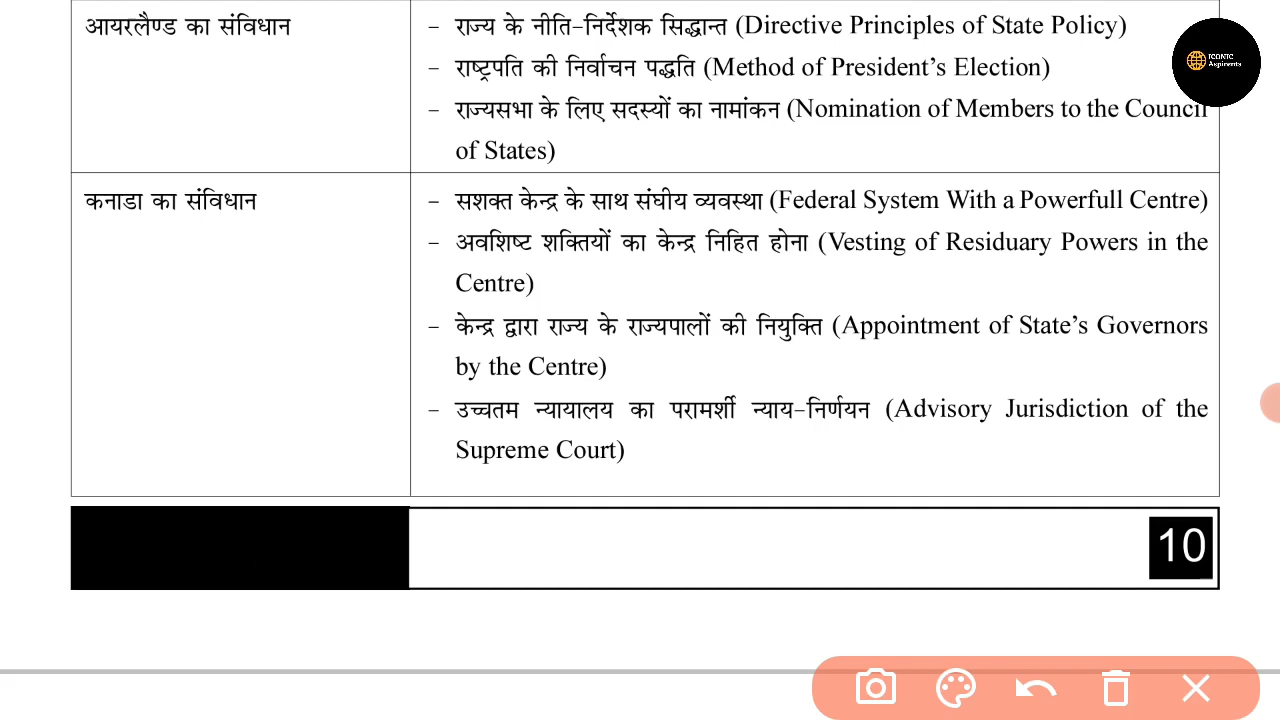 आयरलैण्ड का संविधान
– राज्य के नीति-निर्देशक सिद्धान्त (Directive Principles of State Policy)
– राष्ट्रपति की निर्वाचन पद्धति (Method of President's Election)
– राज्यसभा के लिए सदस्यों का नामांकन (Nomination of Members to the Council
of States)
कनाडा का संविधान
– सशक्त केन्द्र के साथ संघीय व्यवस्था (Federal System With a Powerfull Centre)
– अवशिष्ट शक्तियों का केन्द्र निहित होना (Vesting of Residuary Powers in the
Centre)
– केन्द्र द्वारा राज्य के राज्यपालों की नियुक्ति (Appointment of State's Governors
by the Centre)
– उच्चतम न्यायालय का परामर्शी न्याय-निर्णयन (Advisory Jurisdiction of the
Supreme Court)
10
ICONIC
Aspirents